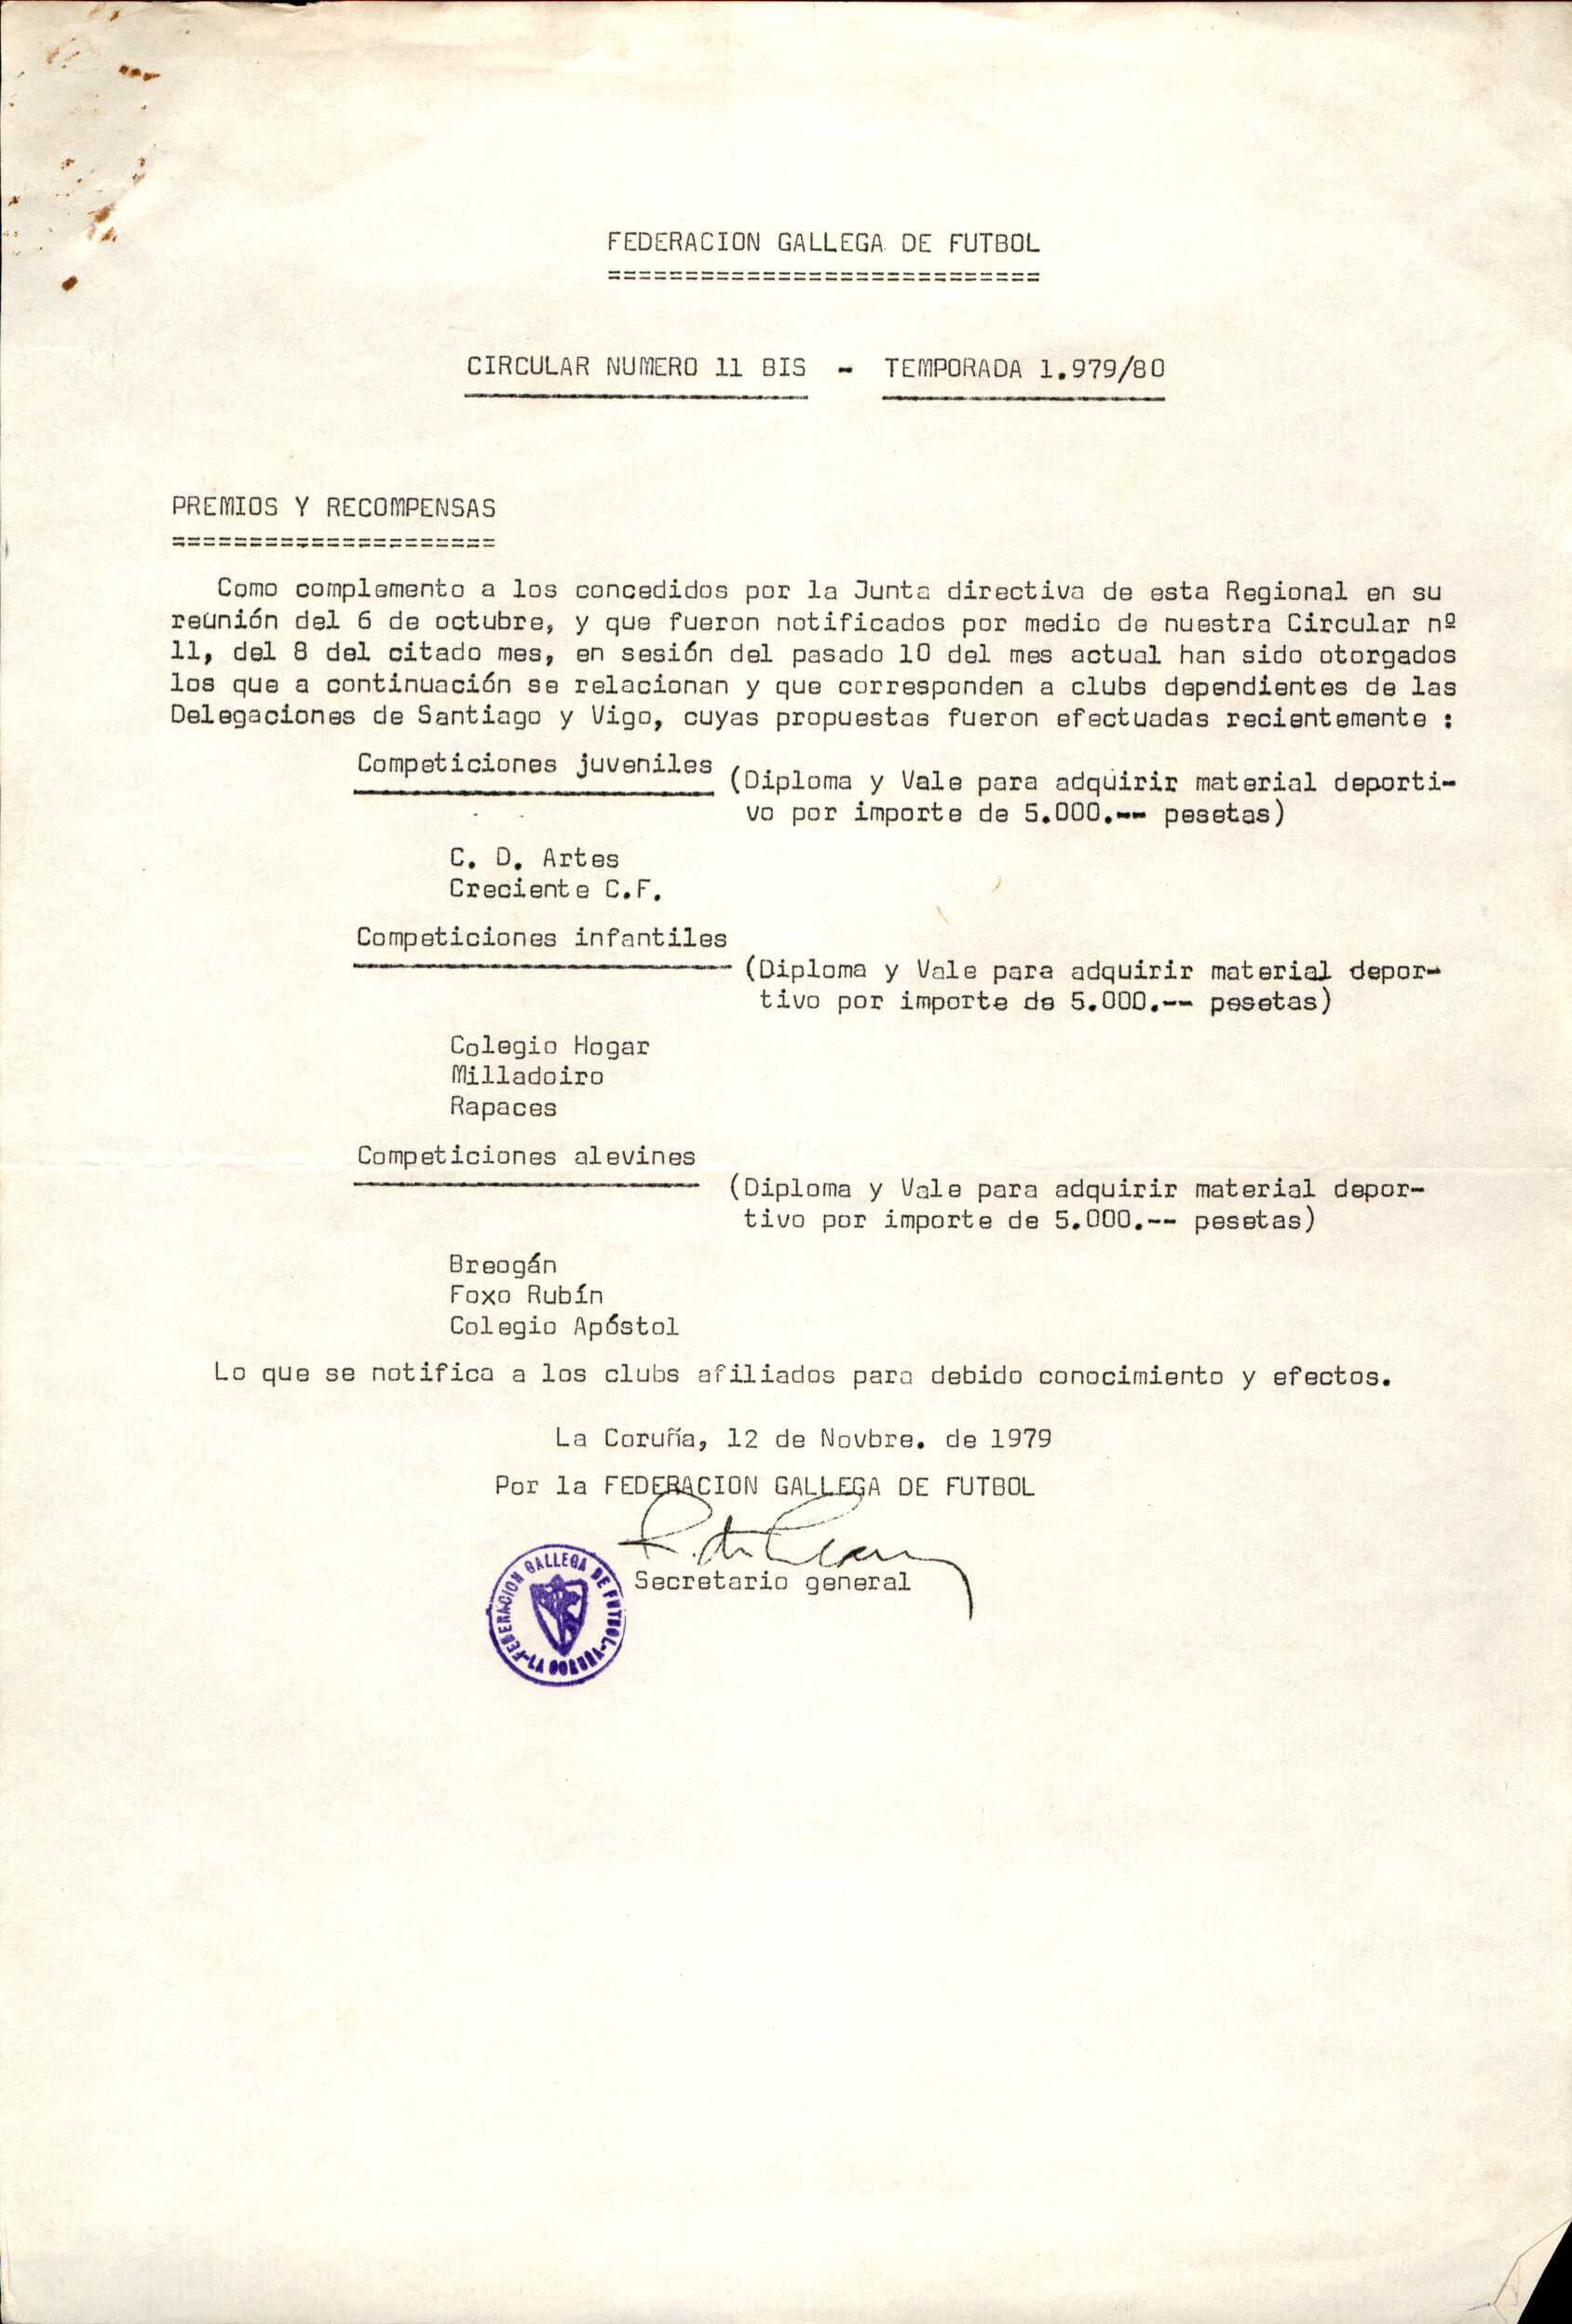 FEDERACION GALLEGA DE FUTBOL
============================
CIRCULAR NUMERO 11 BIS - TEMPORADA 1.979/80
PREMIOS Y RECOMPENSAS
=====================
Como complemento a los concedidos por la Junta directiva de esta Regional en su
reunión del 6 de octubre, y que fueron notificados por medio de nuestra Circular nº
11, del 8 del citado mes, en sesión del pasado 10 del mes actual han sido otorgados
los que a continuación se relacionan y que corresponden a clubs dependientes de las
Delegaciones de Santiago y Vigo, cuyas propuestas fueron efectuadas recientemente :
Competiciones juveniles
(Diploma y Vale para adquirir material deporti-
vo por importe de 5.000.-- pesetas)
C. D. Artes
Creciente C.F.
Competiciones infantiles
(Diploma y Vale para adquirir material depor-
tivo por importe de 5.000.-- pesetas)
Colegio Hogar
Milladoiro
Rapaces
Competiciones alevines
(Diploma y Vale para adquirir material depor-
tivo por importe de 5.000.-- pesetas)
Breogán
Foxo Rubín
Colegio Apóstol
Lo que se notifica a los clubs afiliados para debido conocimiento y efectos.
La Coruña, 12 de Novbre. de 1979
Por la FEDERACION GALLEGA DE FUTBOL
Secretario general
FEDERACION GALLEGA DE FUTBOL-LA CORUÑA-